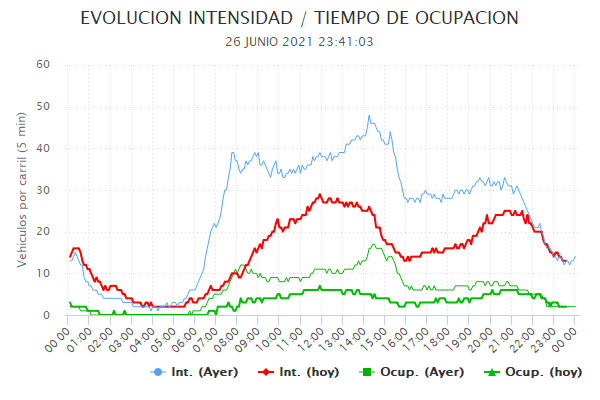 EVOLUCION INTENSIDAD / TIEMPO DE OCUPACION
26 JUNIO 2021 23:41:03
Vehiculos por carril (5 min)
60
50
40
30
20
10
0
00:00 01:00 02:00 03:00 04:00 05:00 06:00 07:00 08:00 09:00 10:00 11:00 12:00 13:00 14:00 15:00 16:00 17:00 18:00 19:00 20:00 21:00 22:00 23:00 00:00
Int. (Ayer) Int. (hoy) Ocup. (Ayer) Ocup. (hoy)